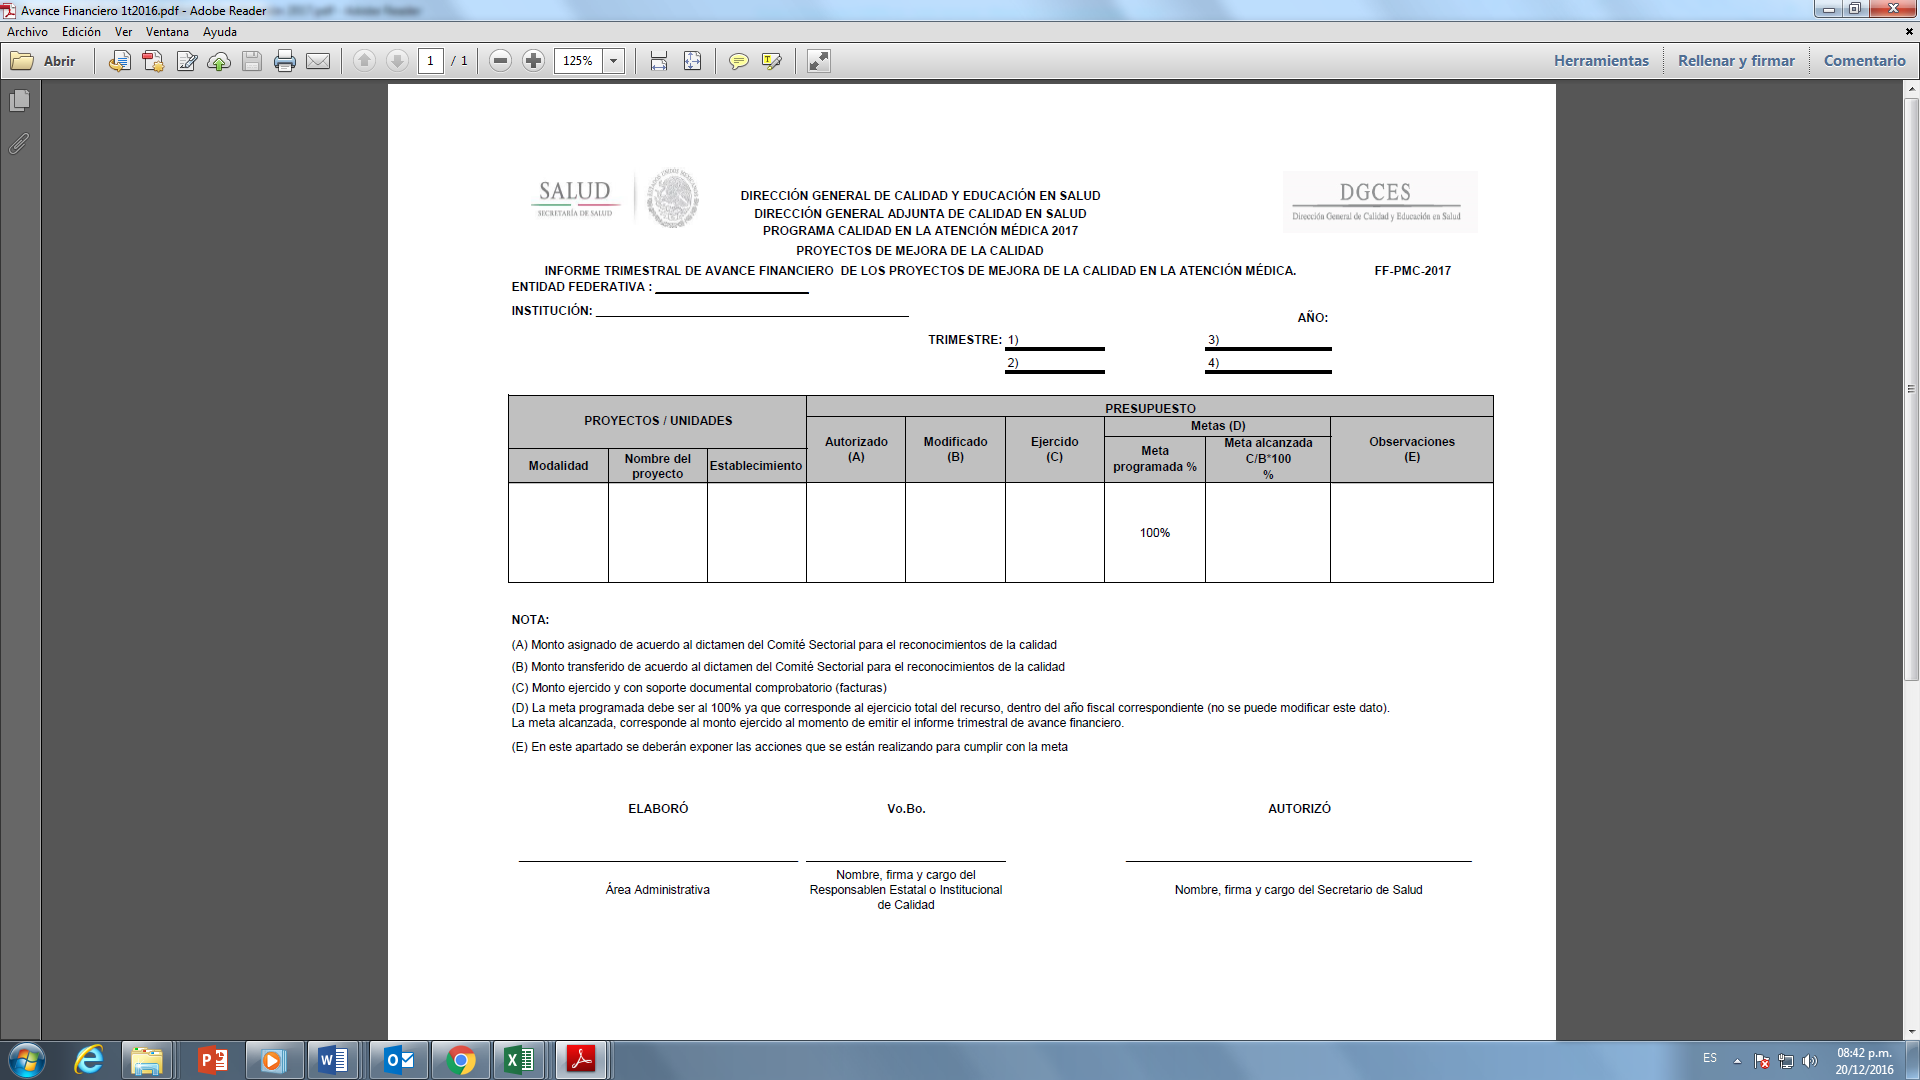 Avance Financiero 1t2016.pdf - Adobe Reader
Archivo Edición Ver Ventana Ayuda
Abrir 1 / 1 125% Herramientas Rellenar y firmar Comentario
SALUD
SECRETARÍA DE SALUD
ESTADOS UNIDOS MEXICANOS
DGCES
Dirección General de Calidad y Educación en Salud
DIRECCIÓN GENERAL DE CALIDAD Y EDUCACIÓN EN SALUD
DIRECCIÓN GENERAL ADJUNTA DE CALIDAD EN SALUD
PROGRAMA CALIDAD EN LA ATENCIÓN MÉDICA 2017
PROYECTOS DE MEJORA DE LA CALIDAD
INFORME TRIMESTRAL DE AVANCE FINANCIERO DE LOS PROYECTOS DE MEJORA DE LA CALIDAD EN LA ATENCIÓN MÉDICA. FF-PMC-2017
ENTIDAD FEDERATIVA :
INSTITUCIÓN:
AÑO:
TRIMESTRE: 1) 3)
2) 4)
PROYECTOS / UNIDADES
PRESUPUESTO
Modalidad
Nombre del
proyecto
Establecimiento
Autorizado
(A)
Modificado
(B)
Ejercido
(C)
Metas (D)
Meta
programada %
Meta alcanzada
C/B*100
%
Observaciones
(E)
100%
NOTA:
(A) Monto asignado de acuerdo al dictamen del Comité Sectorial para el reconocimientos de la calidad
(B) Monto transferido de acuerdo al dictamen del Comité Sectorial para el reconocimientos de la calidad
(C) Monto ejercido y con soporte documental comprobatorio (facturas)
(D) La meta programada debe ser al 100% ya que corresponde al ejercicio total del recurso, dentro del año fiscal correspondiente (no se puede modificar este dato).
La meta alcanzada, corresponde al monto ejercido al momento de emitir el informe trimestral de avance financiero.
(E) En este apartado se deberán exponer las acciones que se están realizando para cumplir con la meta
ELABORÓ Vo.Bo. AUTORIZÓ
Área Administrativa
Nombre, firma y cargo del
Responsablen Estatal o Institucional
de Calidad
Nombre, firma y cargo del Secretario de Salud
ES
08:42 p.m.
20/12/2016